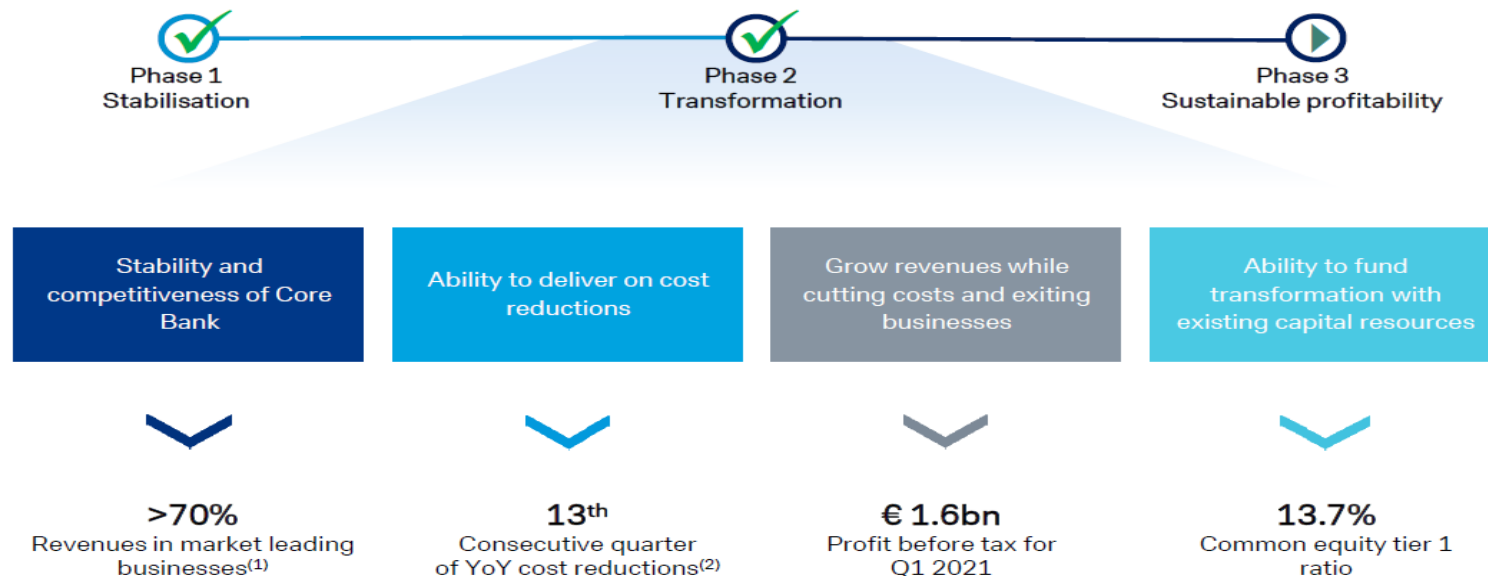 Phase 1
Stabilisation
Phase 2
Transformation
Phase 3
Sustainable profitability
Stability and
competitiveness of Core
Bank
Ability to deliver on cost
reductions
Grow revenues while
cutting costs and exiting
businesses
Ability to fund
transformation with
existing capital resources
>70%
Revenues in market leading
businesses(1)
13th
Consecutive quarter
of YoY cost reductions(2)
€ 1.6bn
Profit before tax for
Q1 2021
13.7%
Common equity tier 1
ratio